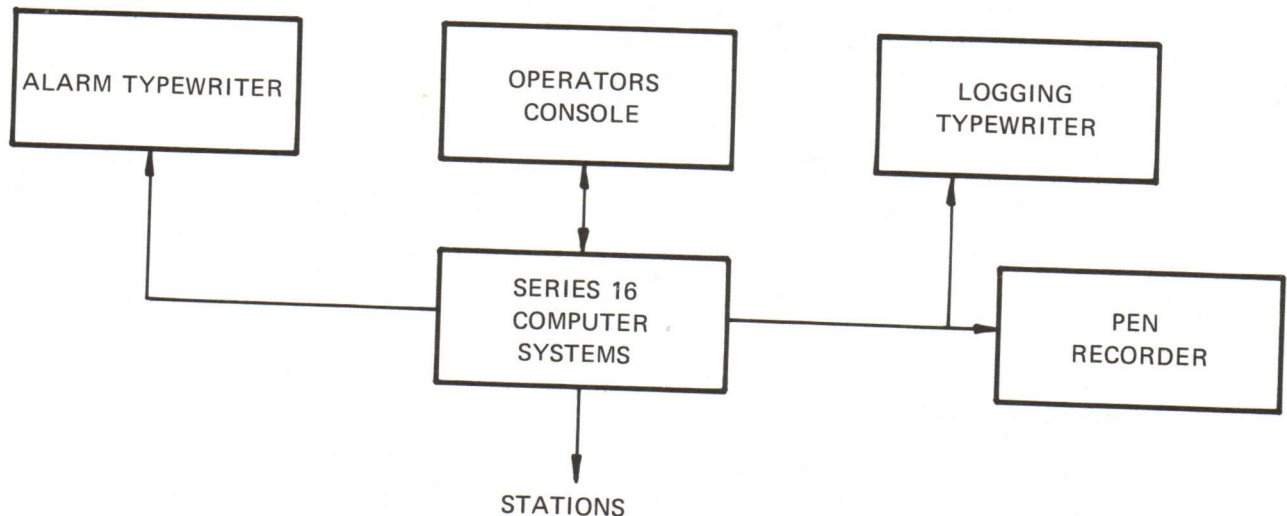 ALARM TYPEWRITER
OPERATORS
CONSOLE
LOGGING
TYPEWRITER
SERIES 16
COMPUTER
SYSTEMS
PEN
RECORDER
STATIONS